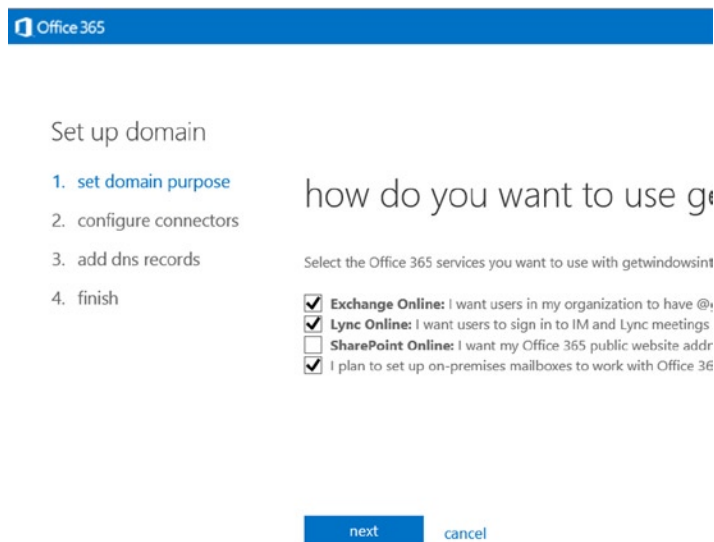 Office 365
Set up domain
1. set domain purpose
2. configure connectors
3. add dns records
4. finish
how do you want to use ge
Select the Office 365 services you want to use with getwindowsint
Exchange Online: I want users in my organization to have @g
Lync Online: I want users to sign in to IM and Lync meetings
SharePoint Online: I want my Office 365 public website addr
I plan to set up on-premises mailboxes to work with Office 36
next
cancel